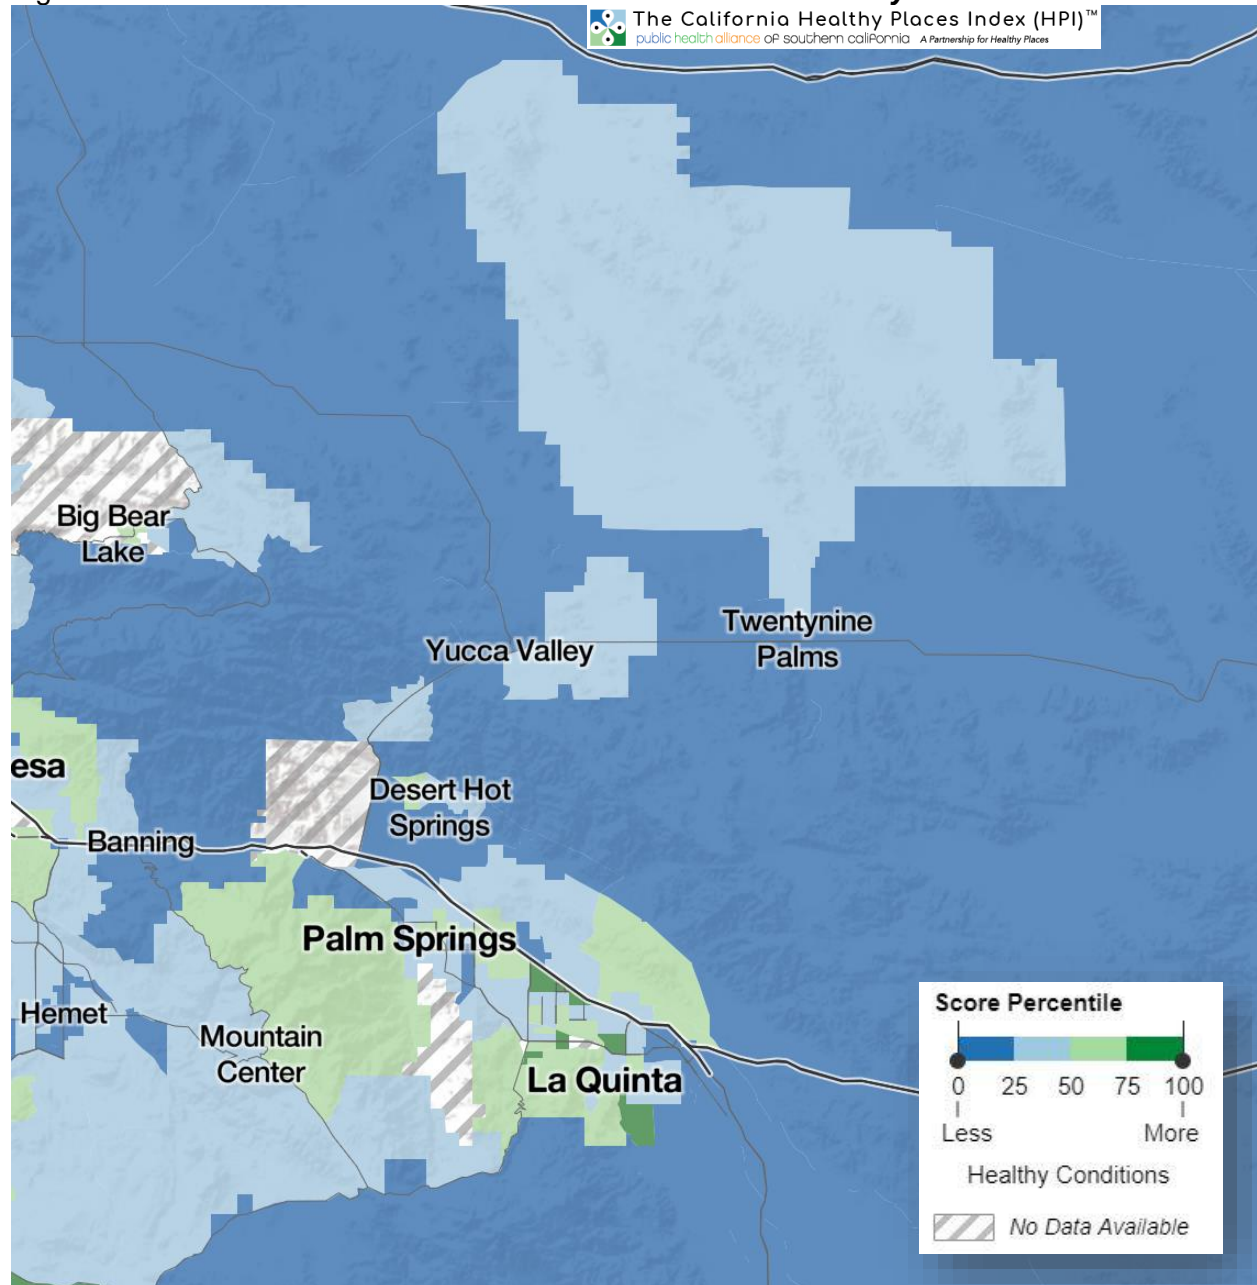 The California Healthy Places Index (HPI)™
public health alliance of southern california A Partnership for Healthy Places
Big Bear
Lake
Yucca Valley
Twentynine
Palms
esa
Desert Hot
Springs
Banning
Palm Springs
Hemet
Mountain
Center
La Quinta
Score Percentile
0 25 50 75 100
Less More
Healthy Conditions
No Data Available